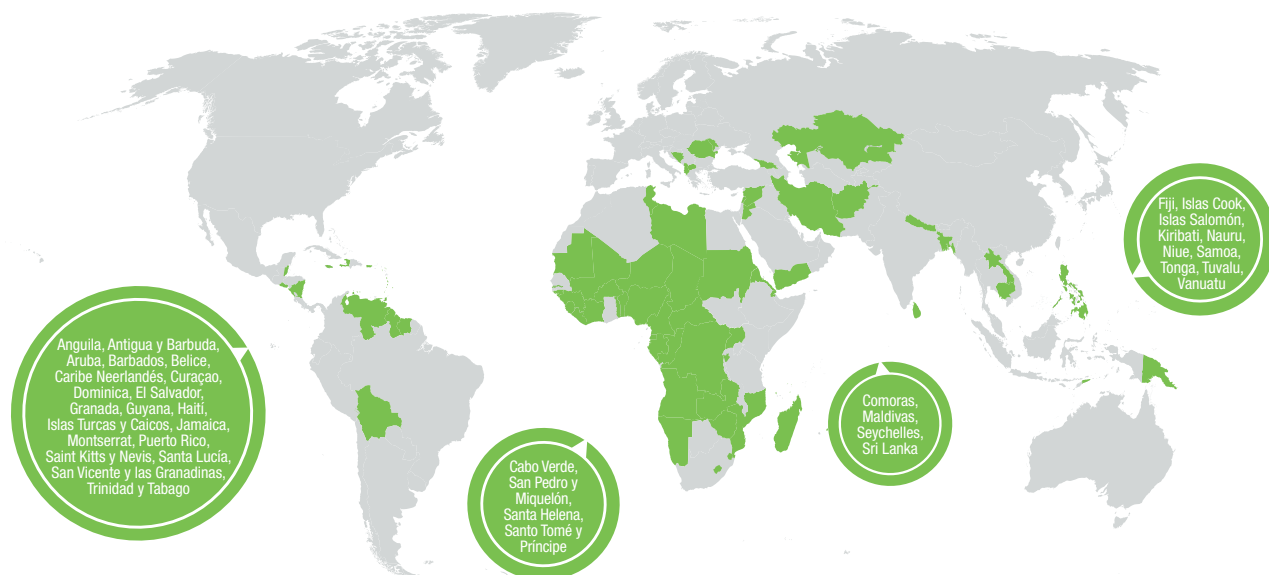 Anguila, Antigua y Barbuda,
Aruba, Barbados, Belice,
Caribe Neerlandés, Curaçao,
Dominica, El Salvador,
Granada, Guyana, Haití,
Islas Turcas y Caicos, Jamaica,
Montserrat, Puerto Rico,
Saint Kitts y Nevis, Santa Lucía,
San Vicente y las Granadinas,
Trinidad y Tabago
Cabo Verde,
San Pedro y
Miquelón,
Santa Helena,
Santo Tomé y
Príncipe
Comoras,
Maldivas,
Seychelles,
Sri Lanka
Fiji, Islas Cook,
Islas Salomón,
Kiribati, Nauru,
Niue, Samoa,
Tonga, Tuvalu,
Vanuatu